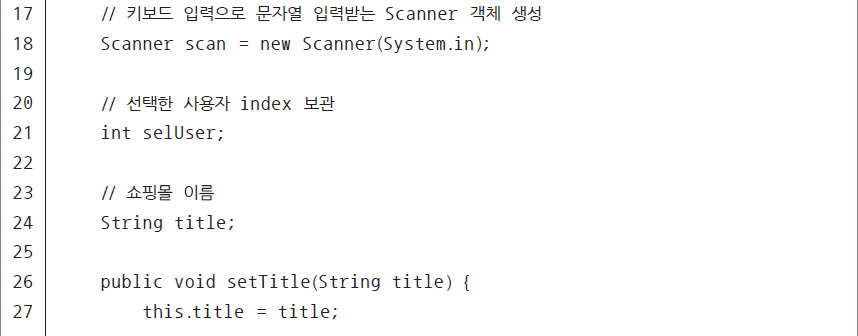 17 // 키보드 입력으로 문자열 입력받는 Scanner 객체 생성
18 Scanner scan = new Scanner(System.in);
19
20 // 선택한 사용자 index 보관
21 int selUser;
22
23 // 쇼핑몰 이름
24 String title;
25
26 public void setTitle(String title) {
27 this.title = title;